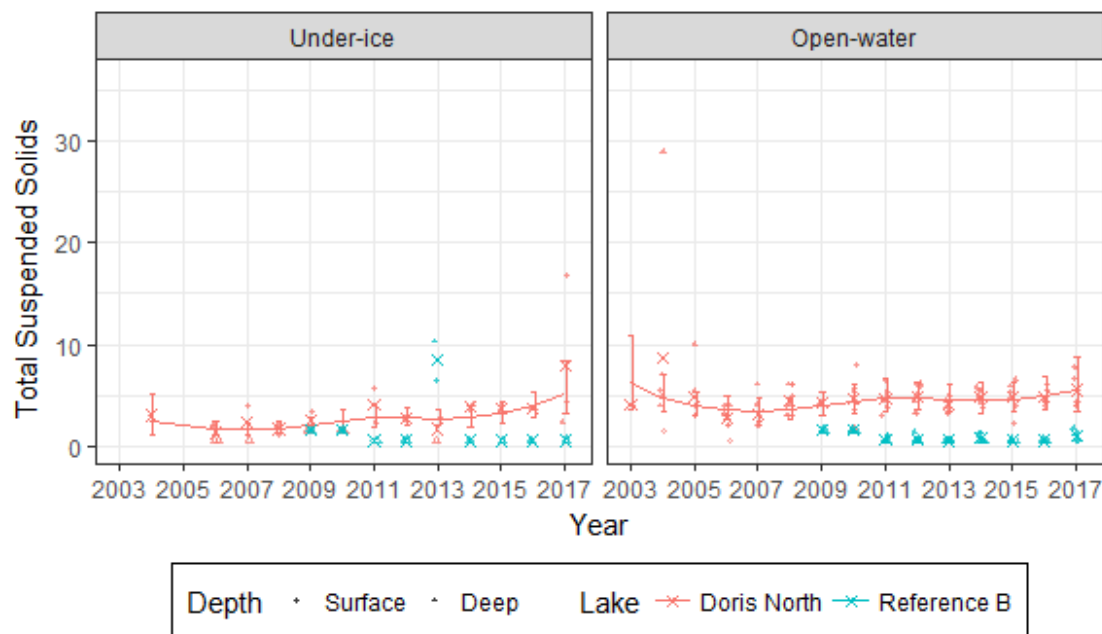 Under-ice Open-water
Total Suspended Solids
30
20
10
0
2003 2005 2007 2009 2011 2013 2015 2017 2003 2005 2007 2009 2011 2013 2015 2017
Year
Depth Surface Deep Lake Doris North Reference B